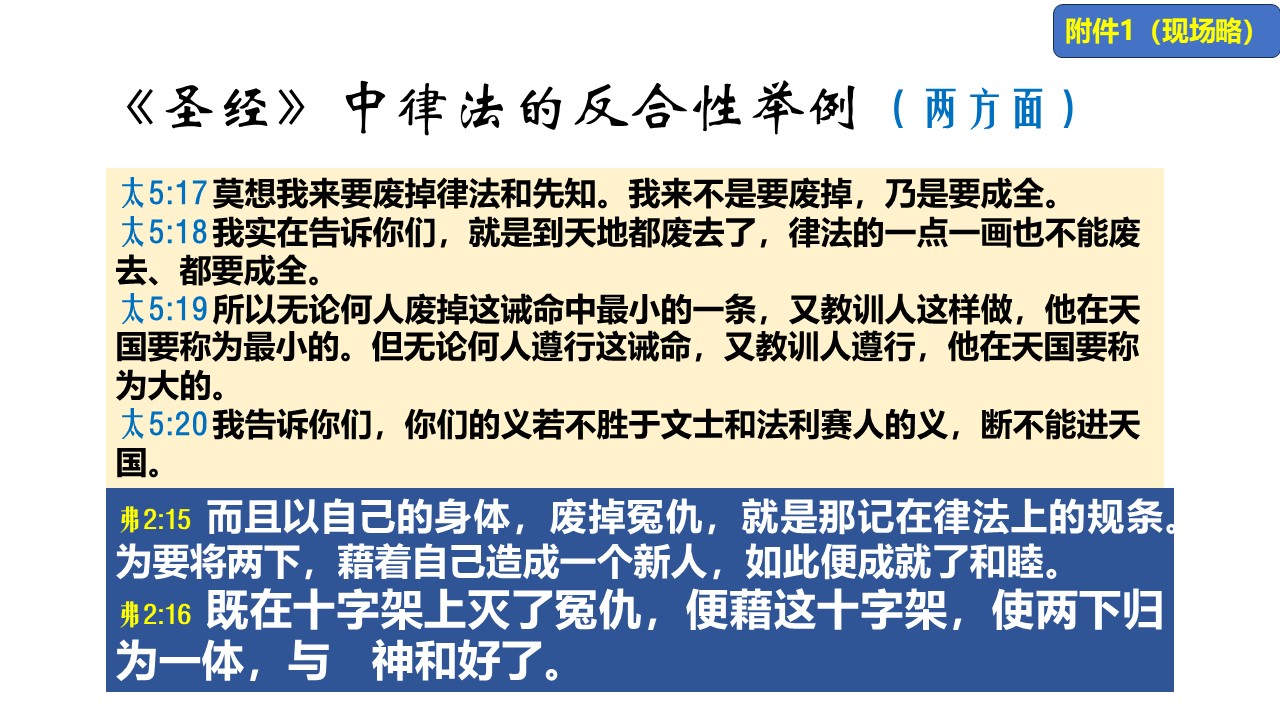 附件1（现场略）
《圣经》中律法的反合性举例（两方面）
太5:17莫想我来要废掉律法和先知。我来不是要废掉，乃是要成全。
太5:18我实在告诉你们，就是到天地都废去了，律法的一点一画也不能废
去、都要成全。
太5:19所以无论何人废掉这诫命中最小的一条，又教训人这样做，他在天
国要称为最小的。但无论何人遵行这诫命，又教训人遵行，他在天国要称
为大的。
太5:20我告诉你们，你们的义若不胜于文士和法利赛人的义，断不能进天
国。
弗2:15 而且以自己的身体，废掉冤仇，就是那记在律法上的规条。
为要将两下，藉着自己造成一个新人，如此便成就了和睦。
弗2:16 既在十字架上灭了冤仇，便藉这十字架，使两下归
为一体，与　神和好了。